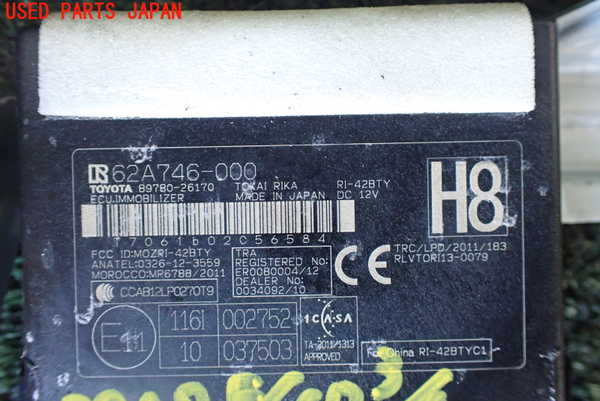 USED PARTS JAPAN
62A746-000
TOYOTA 89780-26170 TOKAI RIKA RI-42BTY
ECU.IMMOBILIZER MADE IN JAPAN DC 12V
H8
177061b02C56584
FCC ID:MOZRI-42BTY
ANATEL:0326-12-3559
MOROCCO:MR6788/2011
TRA
REGISTERED No:
ER0080004/12
DEALER No:
0034092/10
CE
TRC/LPD/2011/183
RLVTORI13-0079
CCAB12LP0270T9
E11
116I 002752
10 037503
ICASA
TA-2011/1313
APPROVED
For China RI-42BTYC1